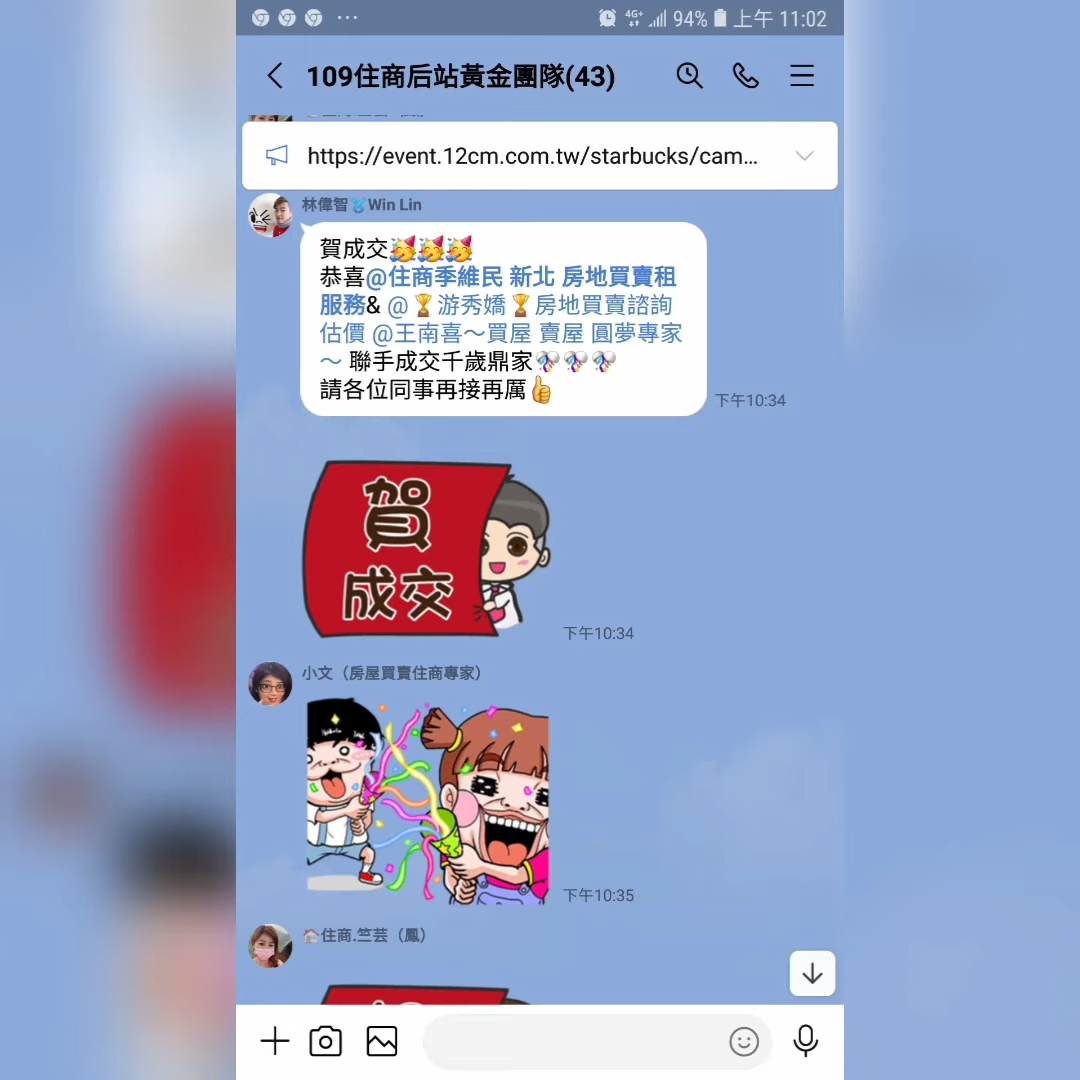 4G+ 94% 上午 11:02
109住商后站黃金團隊(43)
https://event.12cm.com.tw/starbucks/cam...
林偉智 Win Lin
賀成交🥳🥳🥳
恭喜@住商季維民 新北 房地買賣租
服務& @🏆游秀嬌🏆房地買賣諮詢
估價 @王南喜～買屋 賣屋 圓夢專家
～ 聯手成交千歲鼎家🎊🎊🎊
請各位同事再接再厲👍
下午10:34
賀
成交
下午10:34
小文（房屋買賣住商專家）
下午10:35
🏠住商.竺芸（鳳）